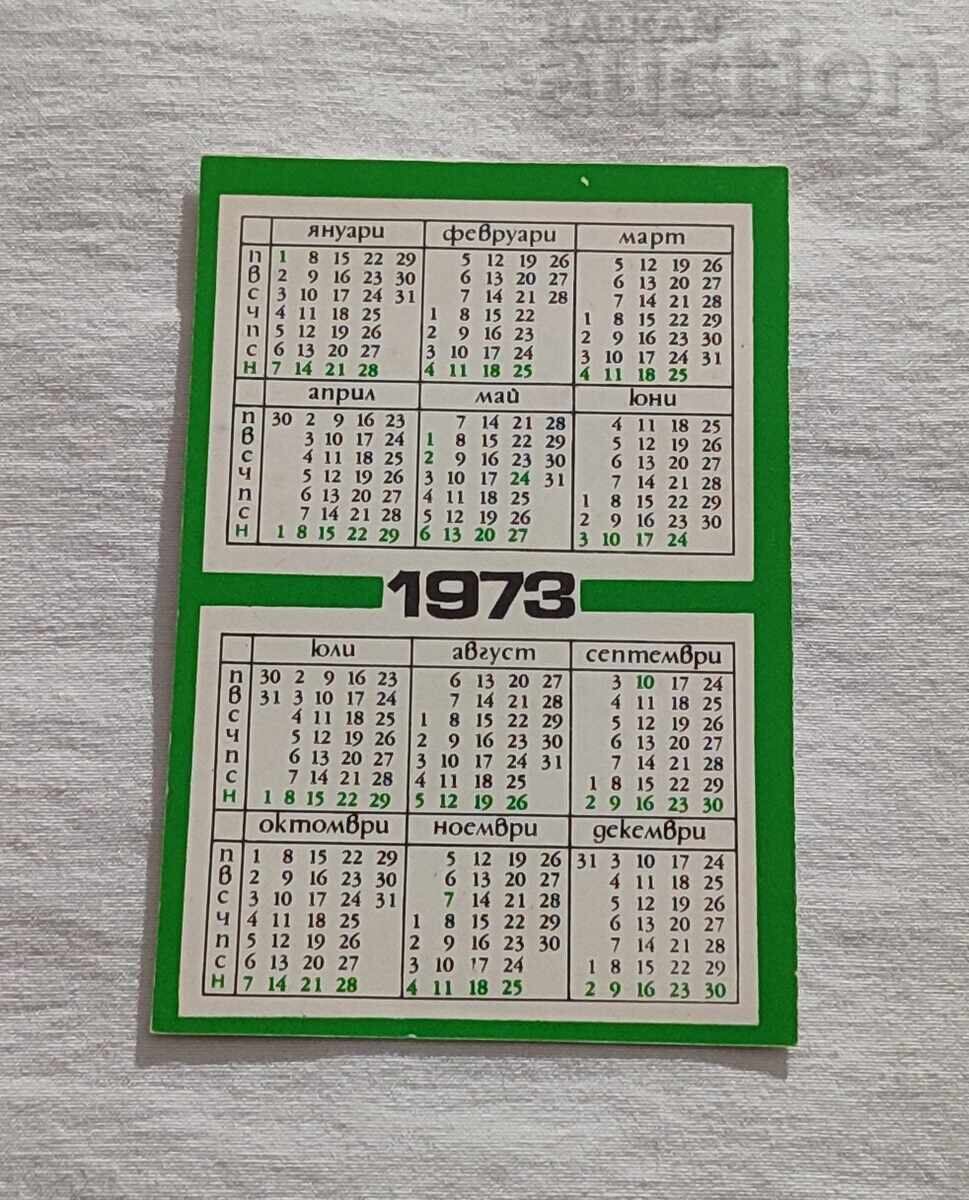 BALKAN
auction
януари февруари март
П 1 8 15 22 29 5 12 19 26 5 12 19 26
В 2 9 16 23 30 6 13 20 27 6 13 20 27
С 3 10 17 24 31 7 14 21 28 7 14 21 28
Ч 4 11 18 25 1 8 15 22 1 8 15 22 29
П 5 12 19 26 2 9 16 23 2 9 16 23 30
С 6 13 20 27 3 10 17 24 3 10 17 24 31
Н 7 14 21 28 4 11 18 25 4 11 18 25
април май юни
П 30 2 9 16 23 7 14 21 28 4 11 18 25
В 3 10 17 24 1 8 15 22 29 5 12 19 26
С 4 11 18 25 2 9 16 23 30 6 13 20 27
Ч 5 12 19 26 3 10 17 24 31 7 14 21 28
П 6 13 20 27 4 11 18 25 1 8 15 22 29
С 7 14 21 28 5 12 19 26 2 9 16 23 30
Н 1 8 15 22 29 6 13 20 27 3 10 17 24
1973
юли август септември
П 30 2 9 16 23 6 13 20 27 3 10 17 24
В 31 3 10 17 24 7 14 21 28 4 11 18 25
С 4 11 18 25 1 8 15 22 29 5 12 19 26
Ч 5 12 19 26 2 9 16 23 30 6 13 20 27
П 6 13 20 27 3 10 17 24 31 7 14 21 28
С 7 14 21 28 4 11 18 25 1 8 15 22 29
Н 1 8 15 22 29 5 12 19 26 2 9 16 23 30
октомври ноември декември
П 1 8 15 22 29 5 12 19 26 31 3 10 17 24
В 2 9 16 23 30 6 13 20 27 4 11 18 25
С 3 10 17 24 31 7 14 21 28 5 12 19 26
Ч 4 11 18 25 1 8 15 22 29 6 13 20 27
П 5 12 19 26 2 9 16 23 30 7 14 21 28
С 6 13 20 27 3 10 17 24 1 8 15 22 29
Н 7 14 21 28 4 11 18 25 2 9 16 23 30